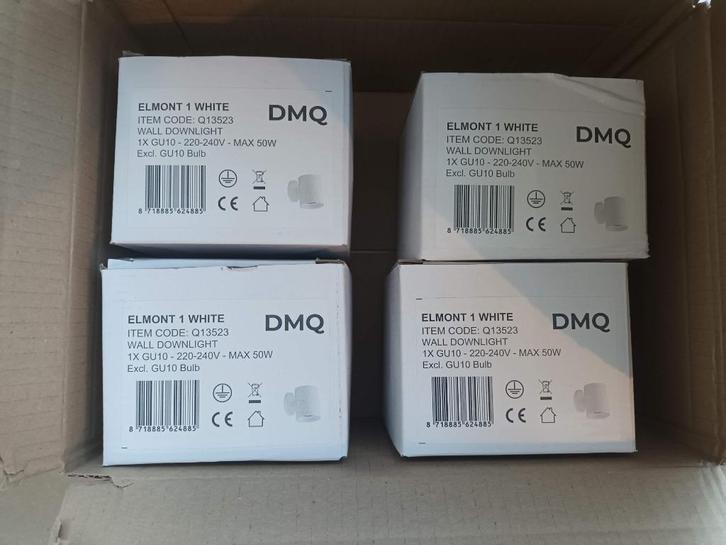 ELMONT 1 WHITE
DMQ
ITEM CODE: Q13523
WALL DOWNLIGHT
1X GU10 - 220-240V - MAX 50W
Excl. GU10 Bulb
CE
8 718885 624885
ELMONT 1 WHITE
DMQ
ITEM CODE: Q13523
WALL DOWNLIGHT
1X GU10 - 220-240V - MAX 50W
Excl. GU10 Bulb
CE
8 718885 624885
ELMONT 1 WHITE
DMQ
ITEM CODE: Q13523
WALL DOWNLIGHT
1X GU10 - 220-240V - MAX 50W
Excl. GU10 Bulb
CE
8 718885 624885
ELMONT 1 WHITE
DMQ
ITEM CODE: Q13523
WALL DOWNLIGHT
1X GU10 - 220-240V - MAX 50W
Excl. GU10 Bulb
CE
8 718885 624885